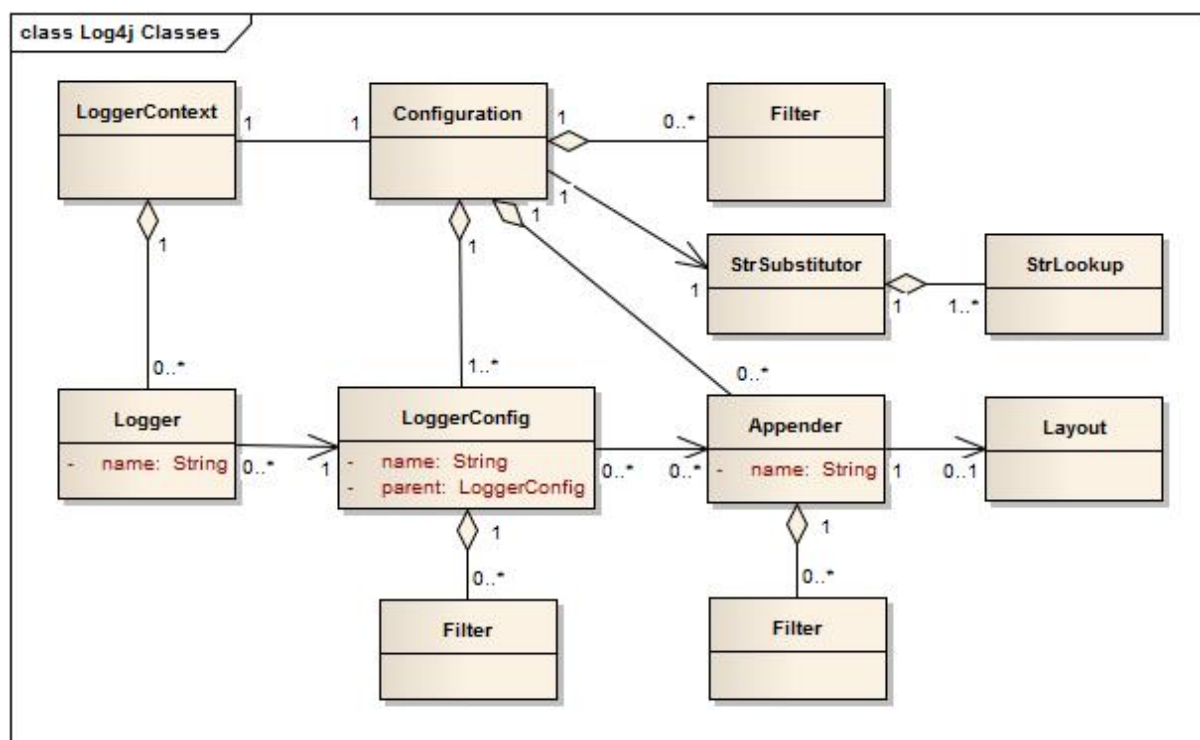 class Log4j Classes
LoggerContext
1
1
Configuration
1
0..*
Filter
1
1
1
1
1
StrSubstitutor
1
1..*
StrLookup
0..*
1..*
0..*
Logger
- name: String
0..*
1
LoggerConfig
- name: String
- parent: LoggerConfig
0..*
0..*
Appender
- name: String
1
0..1
Layout
1
0..*
Filter
1
0..*
Filter